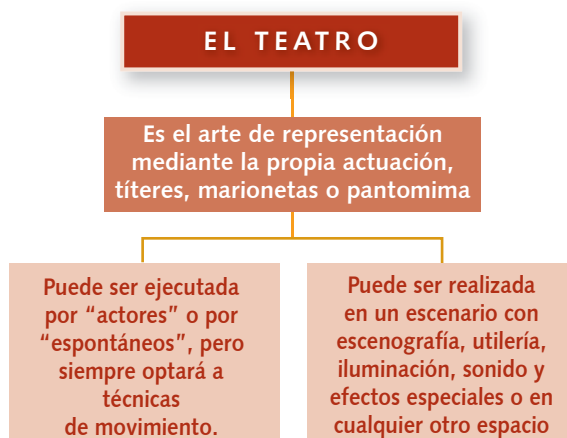 EL TEATRO
Es el arte de representación
mediante la propia actuación,
títeres, marionetas o pantomima
Puede ser ejecutada
por “actores” o por
“espontáneos”, pero
siempre optará a
técnicas
de movimiento.
Puede ser realizada
en un escenario con
escenografía, utilería,
iluminación, sonido y
efectos especiales o en
cualquier otro espacio